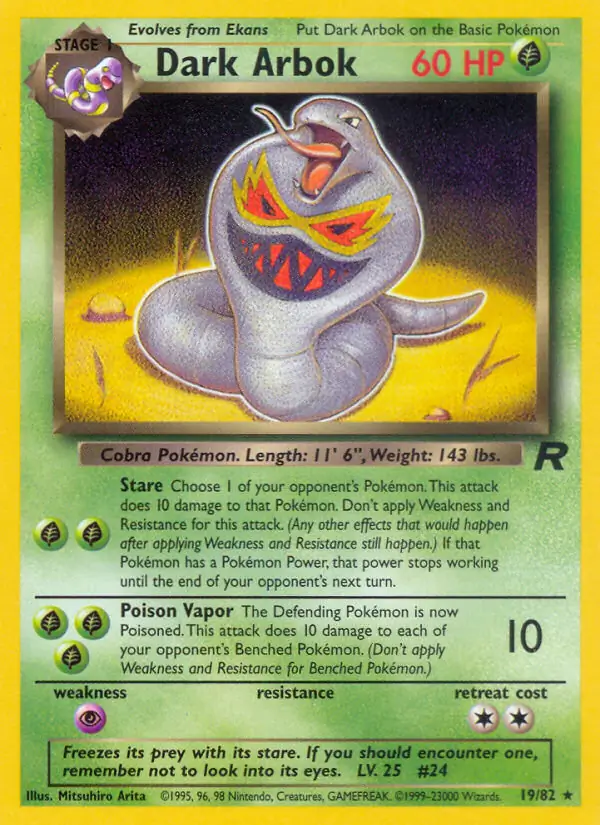 Evolves from Ekans Put Dark Arbok on the Basic Pokémon
STAGE 1
Dark Arbok 60 HP
Cobra Pokémon. Length: 11' 6", Weight: 143 lbs.
R
Stare Choose 1 of your opponent's Pokémon. This attack
does 10 damage to that Pokémon. Don't apply Weakness and
Resistance for this attack. (Any other effects that would happen
after applying Weakness and Resistance still happen.) If that
Pokémon has a Pokémon Power, that power stops working
until the end of your opponent's next turn.
Poison Vapor The Defending Pokémon is now
Poisoned. This attack does 10 damage to each of
your opponent's Benched Pokémon. (Don't apply
Weakness and Resistance for Benched Pokémon.)
10
weakness resistance retreat cost
Freezes its prey with its stare. If you should encounter one,
remember not to look into its eyes. LV. 25 #24
Illus. Mitsuhiro Arita ©1995, 96, 98 Nintendo, Creatures, GAMEFREAK. ©1999-23000 Wizards. 19/82 ★